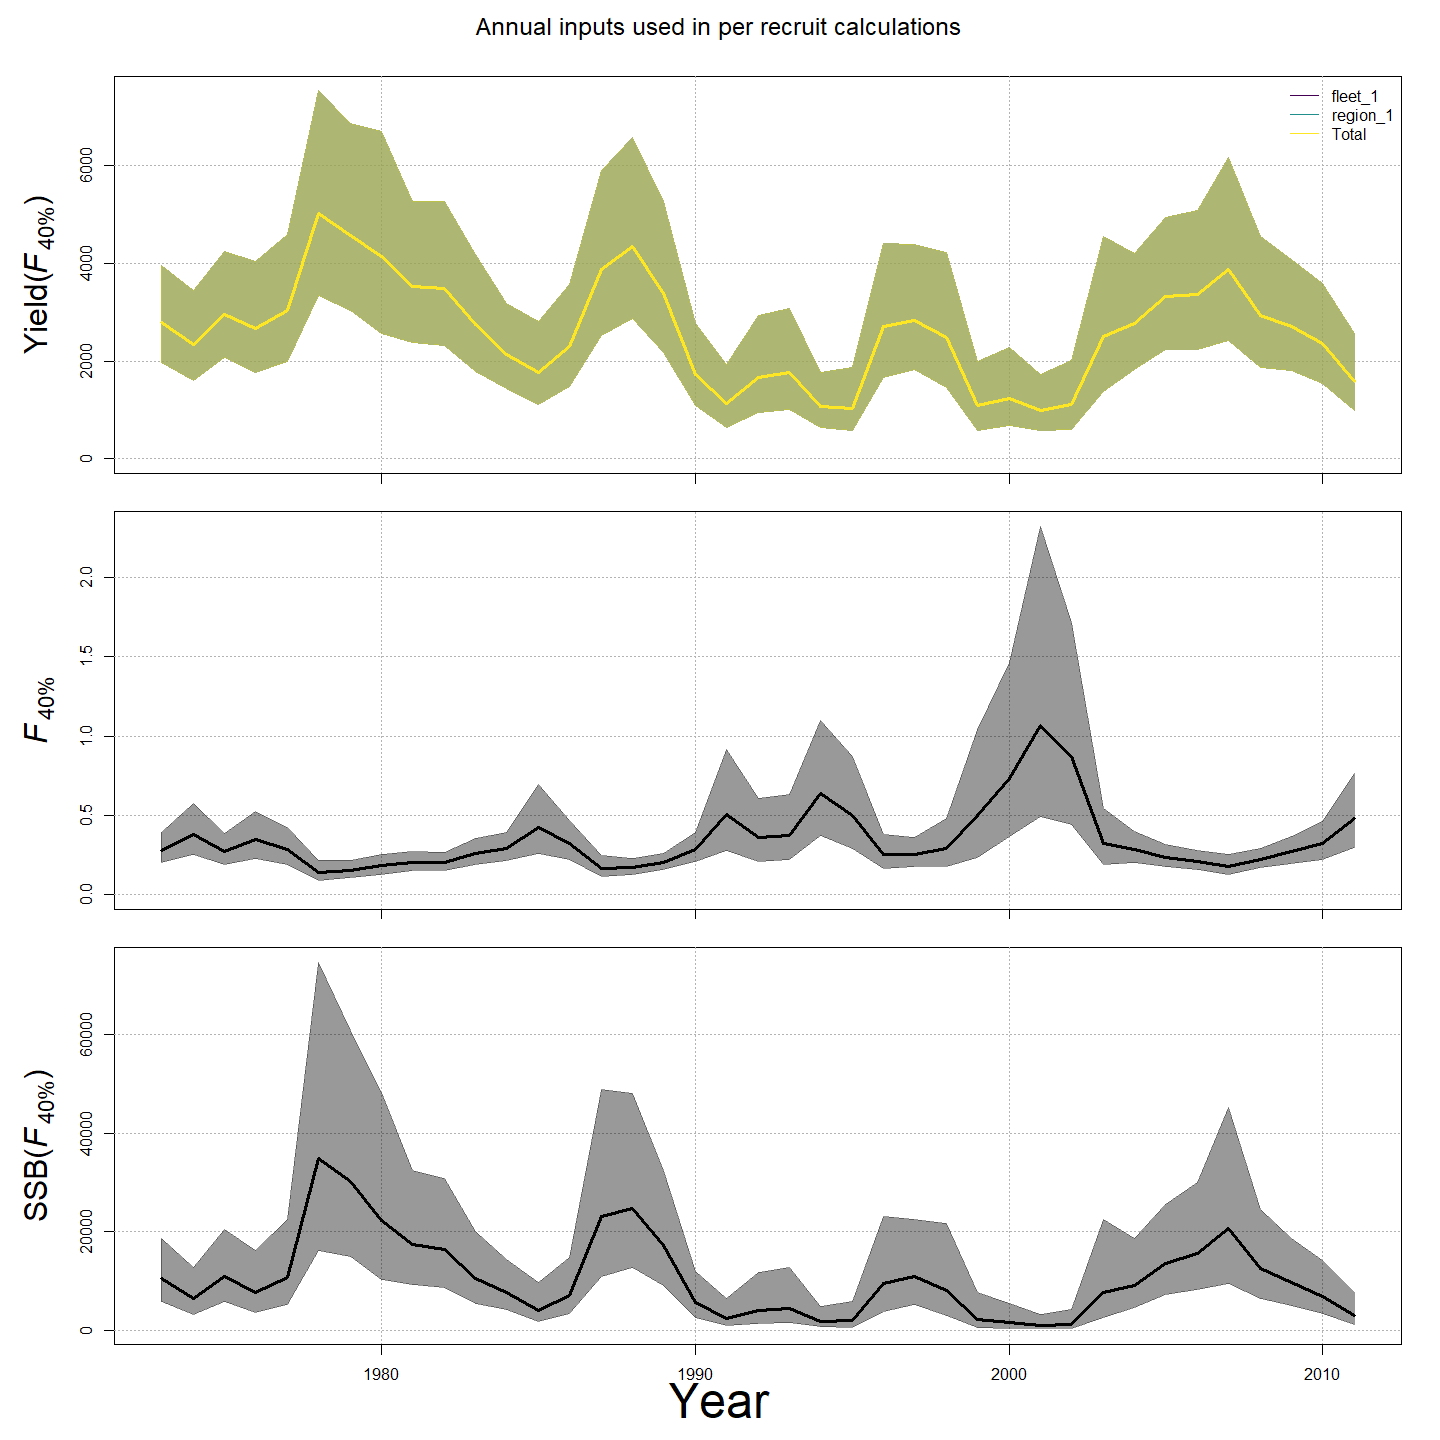 Annual inputs used in per recruit calculations
fleet_1
region_1
Total
Yield(F40%)
6000
4000
2000
0
F40%
2.0
1.5
1.0
0.5
0.0
SSB(F40%)
60000
40000
20000
0
1980 1990 2000 2010
Year